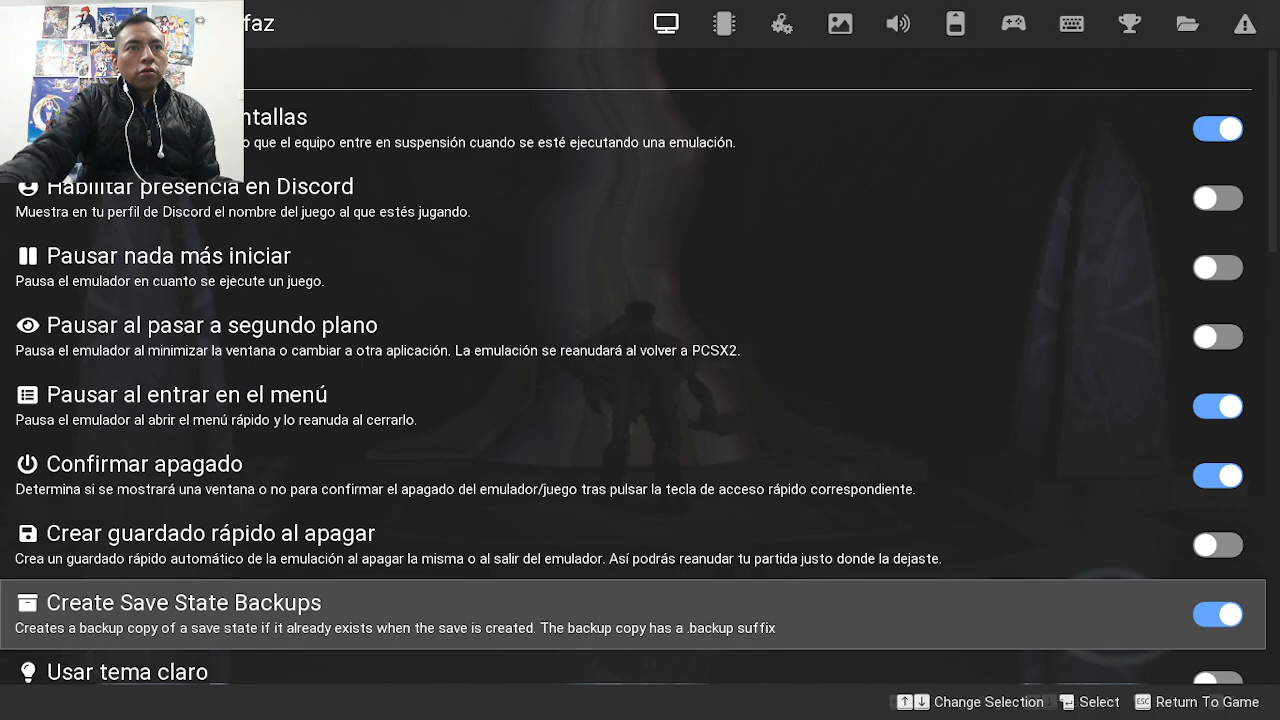 faz
ntallas
o que el equipo entre en suspensión cuando se esté ejecutando una emulación.
Habilitar presencia en Discord
Muestra en tu perfil de Discord el nombre del juego al que estés jugando.
Pausar nada más iniciar
Pausa el emulador en cuanto se ejecute un juego.
Pausar al pasar a segundo plano
Pausa el emulador al minimizar la ventana o cambiar a otra aplicación. La emulación se reanudará al volver a PCSX2.
Pausar al entrar en el menú
Pausa el emulador al abrir el menú rápido y lo reanuda al cerrarlo.
Confirmar apagado
Determina si se mostrará una ventana o no para confirmar el apagado del emulador/juego tras pulsar la tecla de acceso rápido correspondiente.
Crear guardado rápido al apagar
Crea un guardado rápido automático de la emulación al apagar la misma o al salir del emulador. Así podrás reanudar tu partida justo donde la dejaste.
Create Save State Backups
Creates a backup copy of a save state if it already exists when the save is created. The backup copy has a .backup suffix
Usar tema claro
Change Selection Select ESC Return To Game